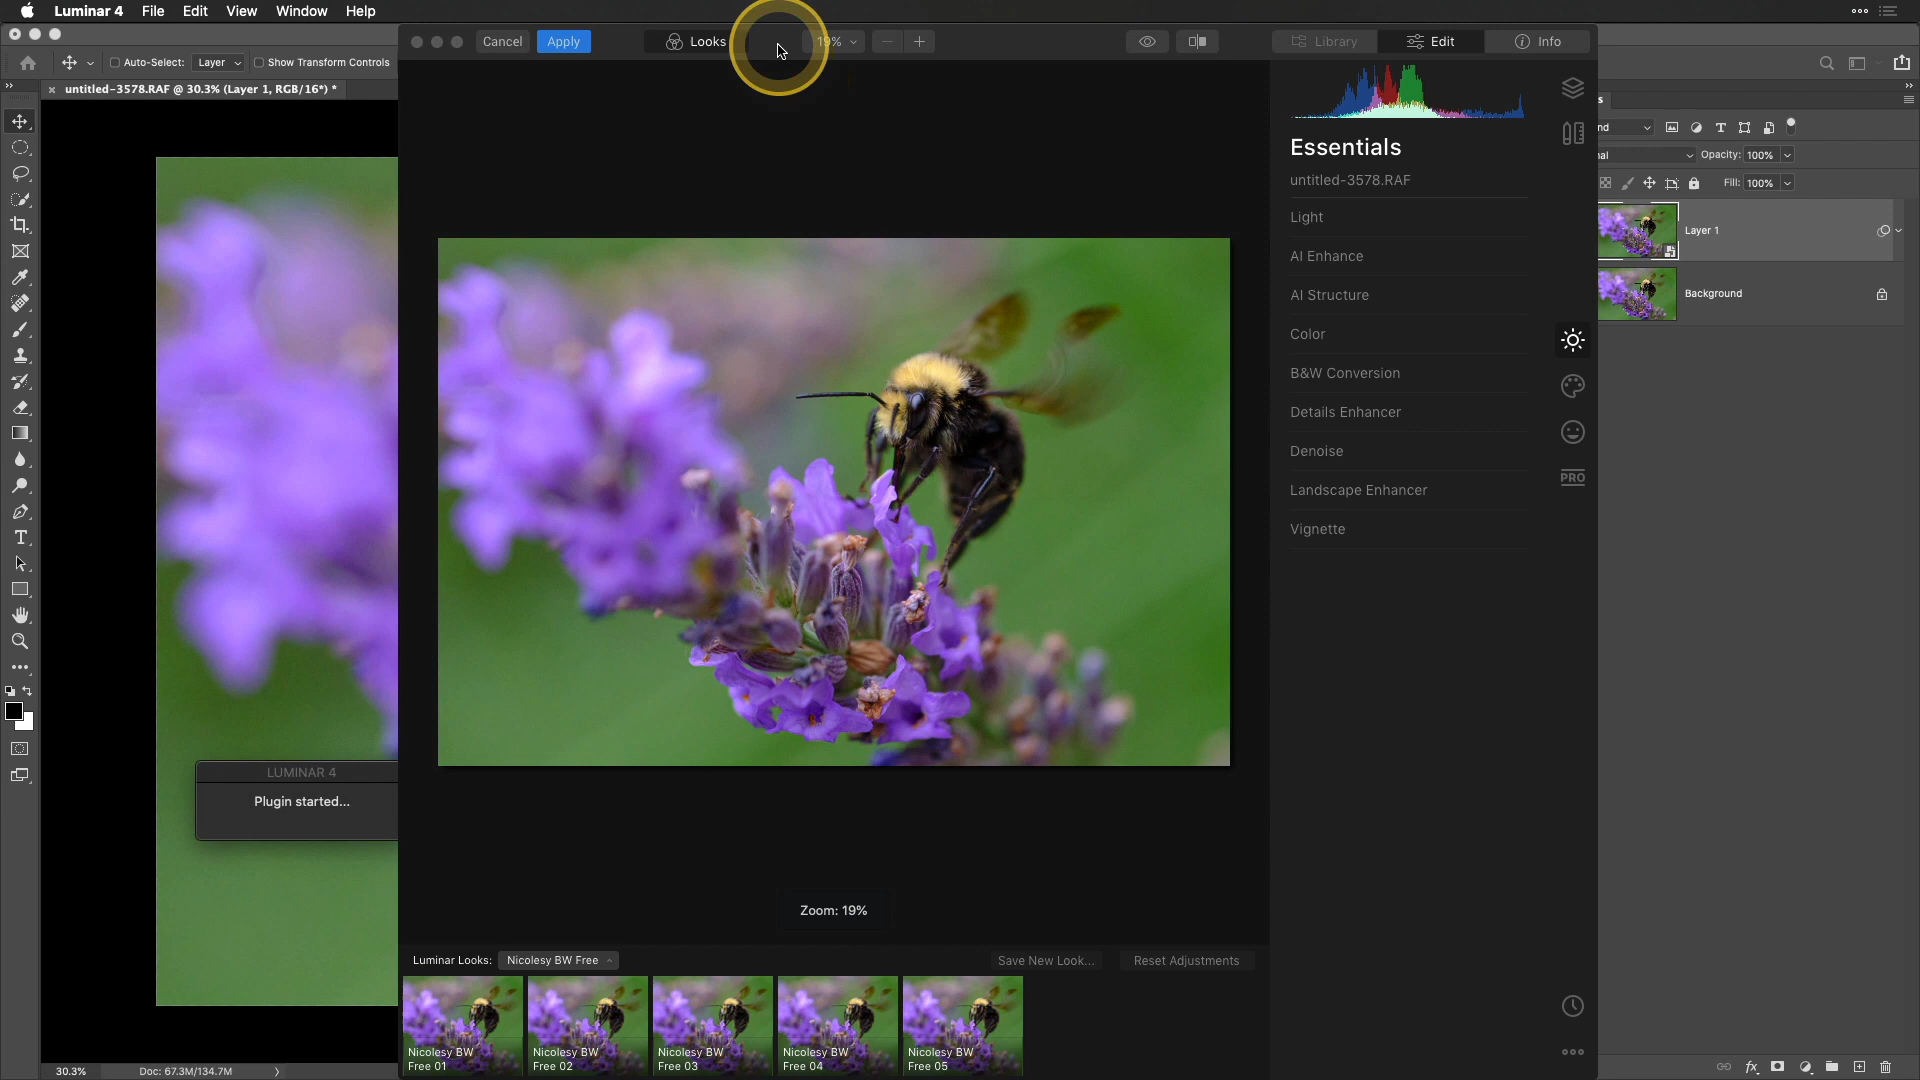 Luminar 4 File Edit View Window Help
Cancel Apply Looks 19% Library Edit Info
Auto-Select: Layer Show Transform Controls
untitled-3578.RAF @ 30.3% (Layer 1, RGB/16*) *
Essentials
untitled-3578.RAF
Light
AI Enhance
AI Structure
Color
B&W Conversion
Details Enhancer
Denoise
Landscape Enhancer
Vignette
PRO
Opacity: 100%
Fill: 100%
Layer 1
Background
LUMINAR 4
Plugin started...
Zoom: 19%
Luminar Looks: Nicolesy BW Free Save New Look... Reset Adjustments
Nicolesy BW
Free 01
Nicolesy BW
Free 02
Nicolesy BW
Free 03
Nicolesy BW
Free 04
Nicolesy BW
Free 05
30.3% Doc: 67.3M/134.7M